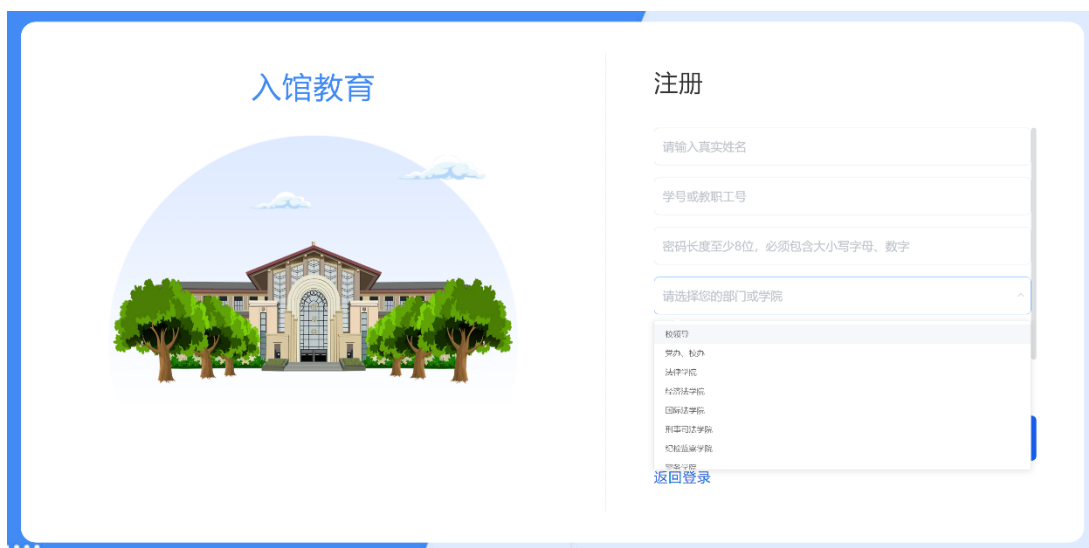 入馆教育
注册
请输入真实姓名
学号或教职工号
密码长度至少8位，必须包含大小写字母、数字
请选择您的部门或学院
校领导
党办、校办
法律学院
经济法学院
国际法学院
刑事司法学院
纪检监察学院
警务学院
返回登录